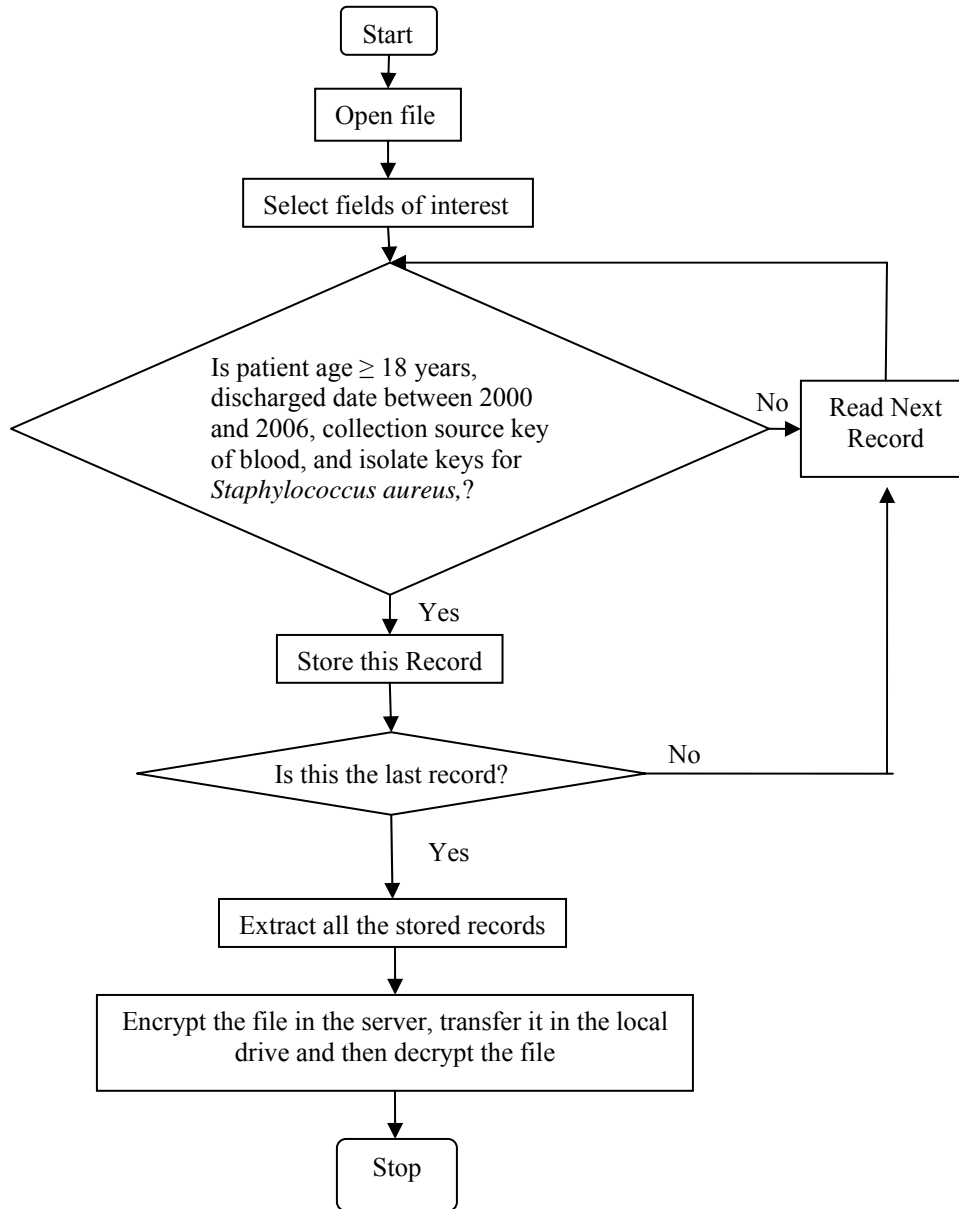 Start
Open file
Select fields of interest
Is patient age ≥ 18 years,
discharged date between 2000
and 2006, collection source key
of blood, and isolate keys for
Staphylococcus aureus,?
No
Read Next
Record
Yes
Store this Record
Is this the last record?
No
Yes
Extract all the stored records
Encrypt the file in the server, transfer it in the local
drive and then decrypt the file
Stop